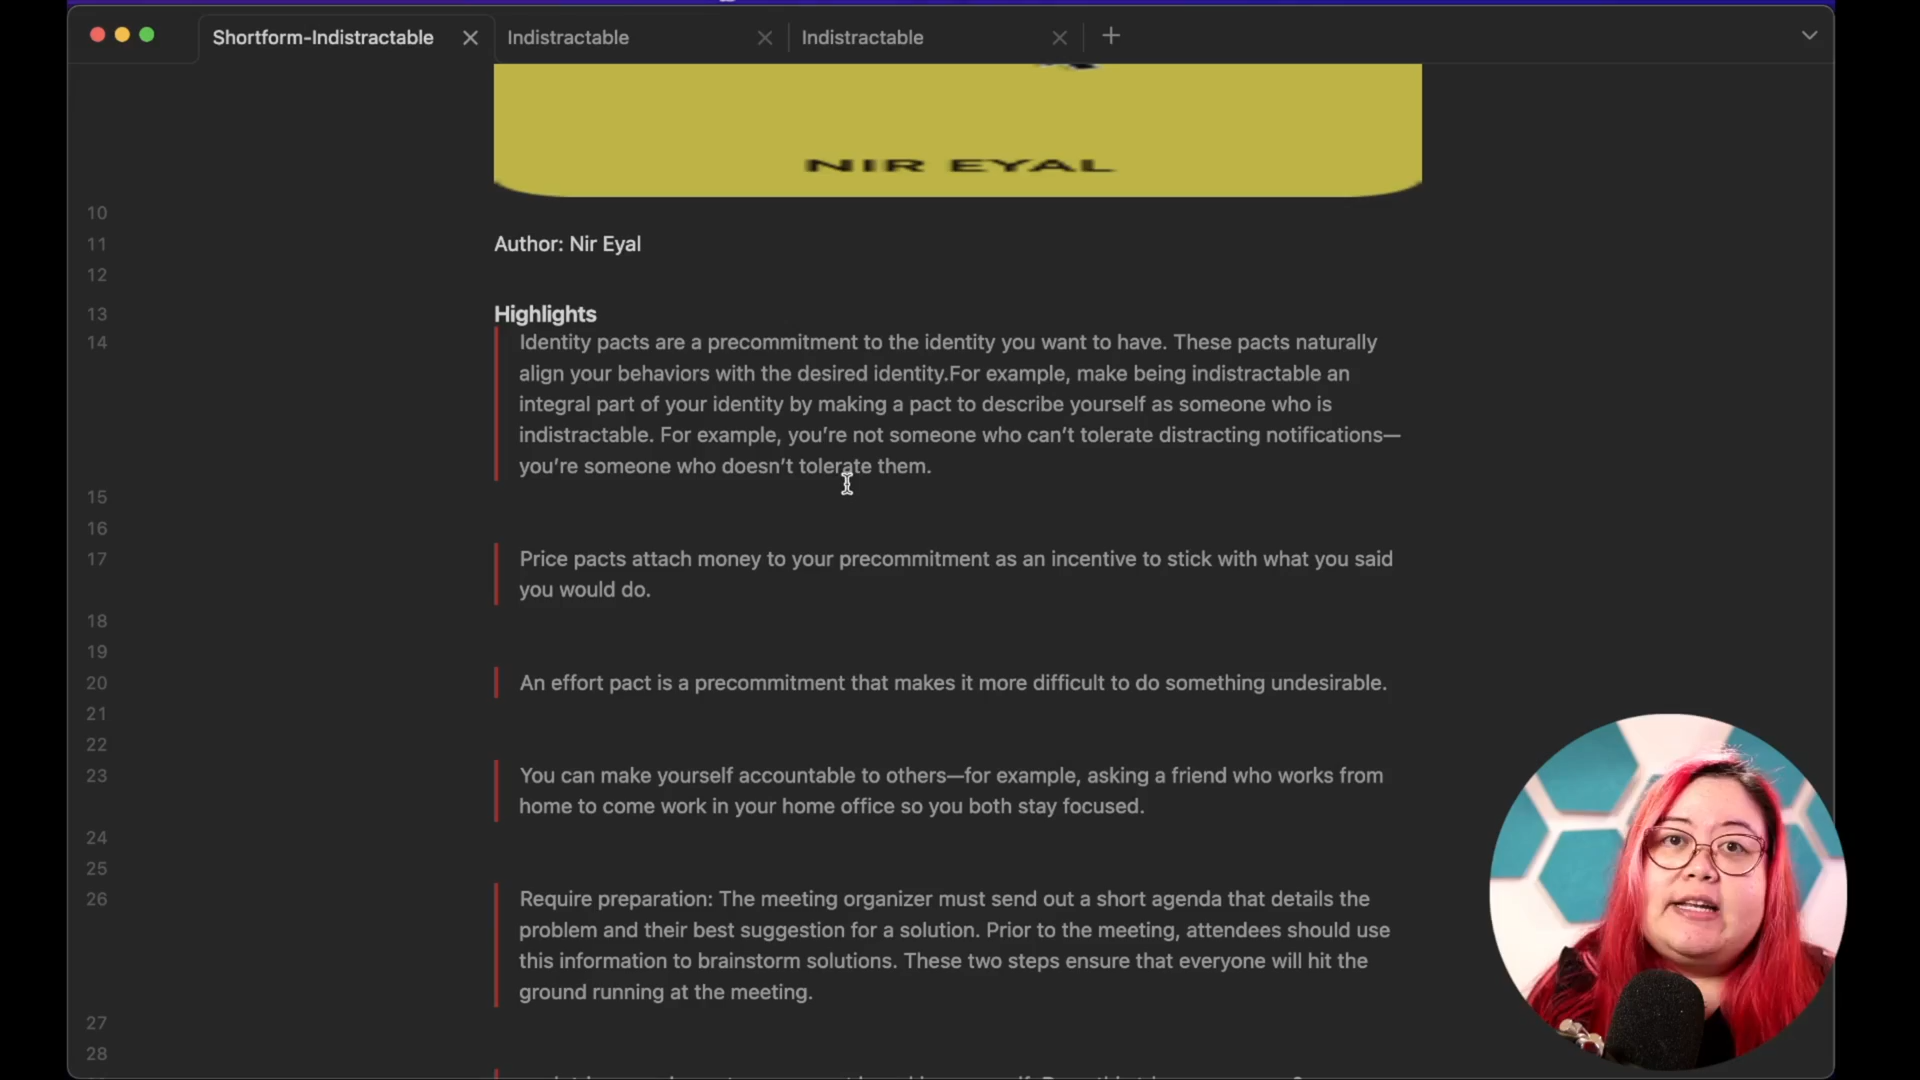 Shortform-Indistractable
Indistractable
Indistractable
NIR EYAL
10
11
Author: Nir Eyal
12
13
Highlights
14
Identity pacts are a precommitment to the identity you want to have. These pacts naturally
align your behaviors with the desired identity.For example, make being indistractable an
integral part of your identity by making a pact to describe yourself as someone who is
indistractable. For example, you’re not someone who can’t tolerate distracting notifications—
you’re someone who doesn’t tolerate them.
15
16
17
Price pacts attach money to your precommitment as an incentive to stick with what you said
you would do.
18
19
20
An effort pact is a precommitment that makes it more difficult to do something undesirable.
21
22
23
You can make yourself accountable to others—for example, asking a friend who works from
home to come work in your home office so you both stay focused.
24
25
26
Require preparation: The meeting organizer must send out a short agenda that details the
problem and their best suggestion for a solution. Prior to the meeting, attendees should use
this information to brainstorm solutions. These two steps ensure that everyone will hit the
ground running at the meeting.
27
28